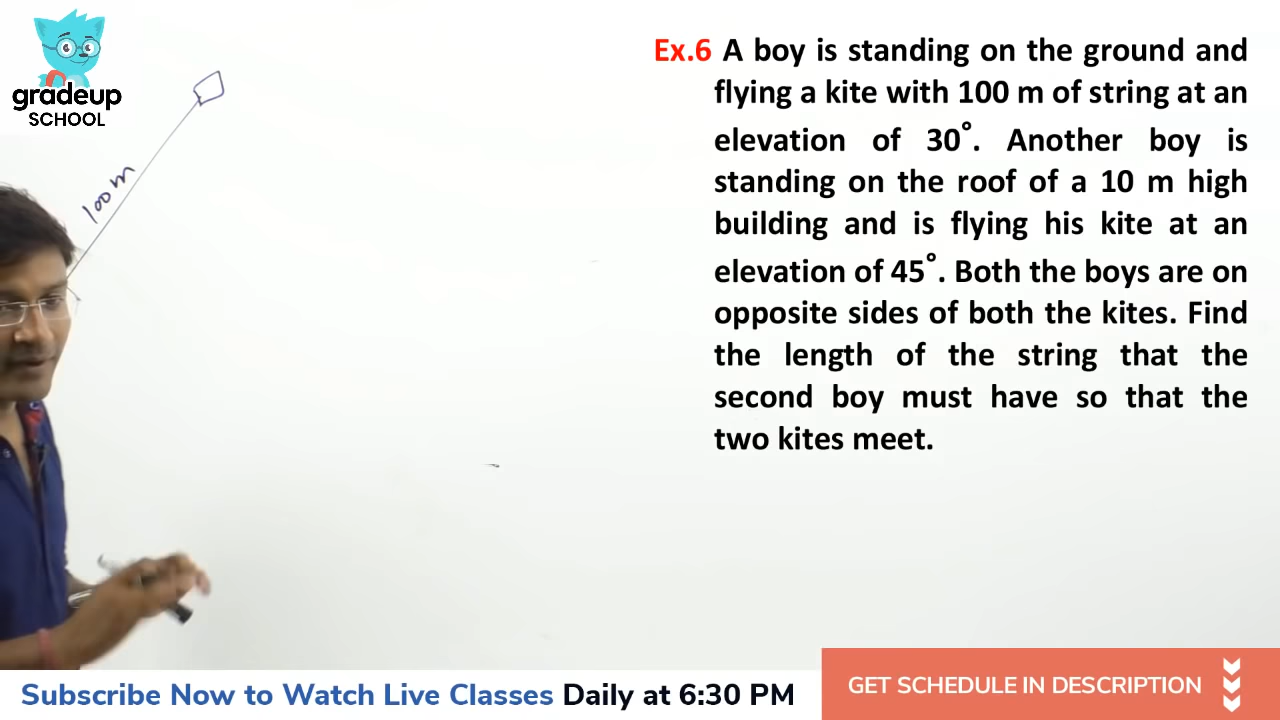 gradeup
SCHOOL
100 m
Ex.6 A boy is standing on the ground and
flying a kite with 100 m of string at an
elevation of 30°. Another boy is
standing on the roof of a 10 m high
building and is flying his kite at an
elevation of 45°. Both the boys are on
opposite sides of both the kites. Find
the length of the string that the
second boy must have so that the
two kites meet.
Subscribe Now to Watch Live Classes Daily at 6:30 PM
GET SCHEDULE IN DESCRIPTION